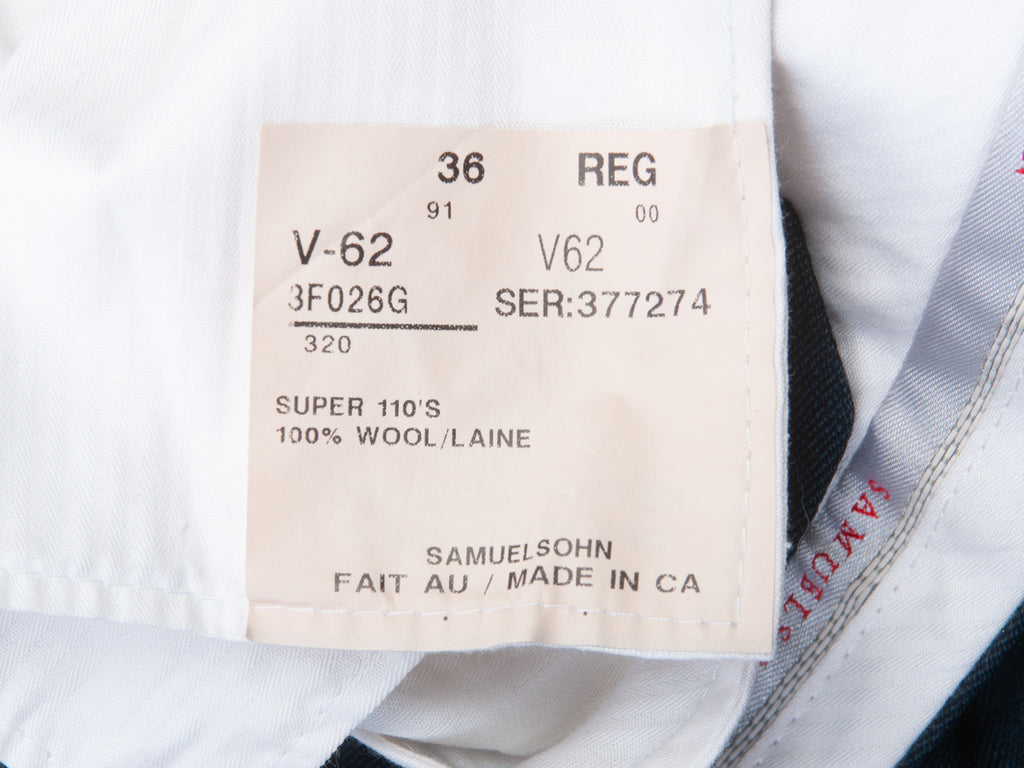 36 REG
91 00
V-62 V62
3F026G SER:377274
320
SUPER 110'S
100% WOOL/LAINE
SAMUELSOHN
FAIT AU / MADE IN CA
SAMUELS